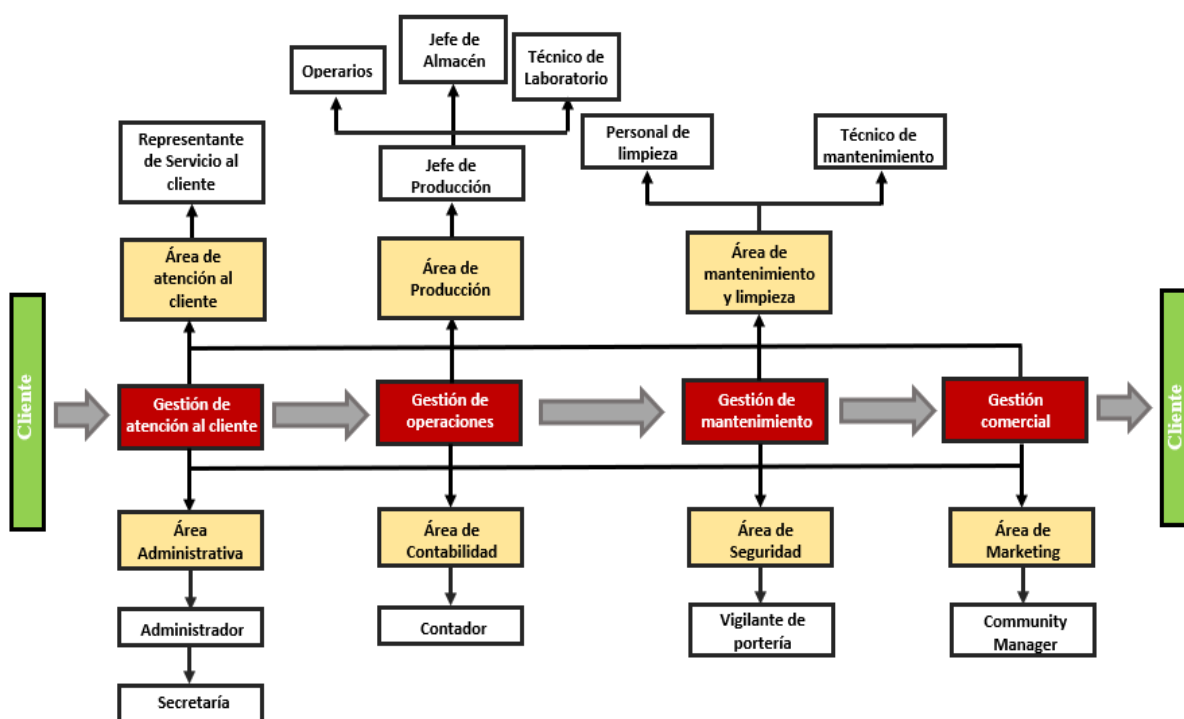 Operarios
Jefe de
Almacén
Técnico de
Laboratorio
Representante
de Servicio al
cliente
Jefe de
Producción
Personal de
limpieza
Técnico de
mantenimiento
Área de
atención al
cliente
Área de
Producción
Área de
mantenimiento
y limpieza
Cliente
Gestión de
atención al cliente
Gestión de
operaciones
Gestión de
mantenimiento
Gestión
comercial
Cliente
Área
Administrativa
Área de
Contabilidad
Área de
Seguridad
Área de
Marketing
Administrador
Contador
Vigilante de
portería
Community
Manager
Secretaría